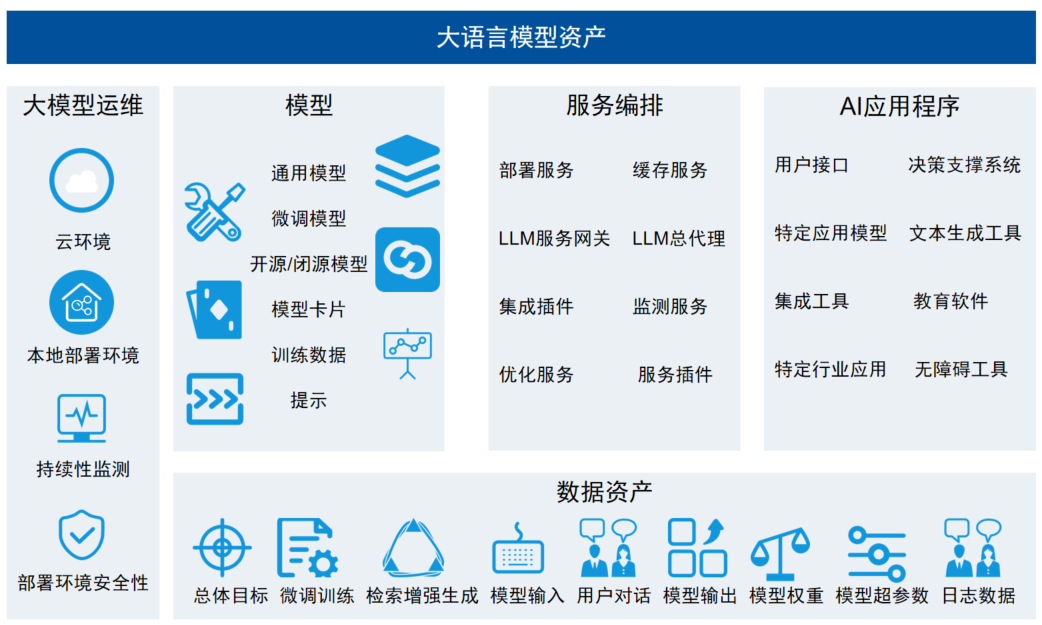 大语言模型资产
大模型运维
云环境
本地部署环境
持续性监测
部署环境安全性
模型
通用模型
微调模型
开源/闭源模型
模型卡片
训练数据
提示
服务编排
部署服务 缓存服务
LLM服务网关 LLM总代理
集成插件 监测服务
优化服务 服务插件
AI应用程序
用户接口 决策支撑系统
特定应用模型 文本生成工具
集成工具 教育软件
特定行业应用 无障碍工具
数据资产
总体目标 微调训练 检索增强生成 模型输入 用户对话 模型输出 模型权重 模型超参数 日志数据